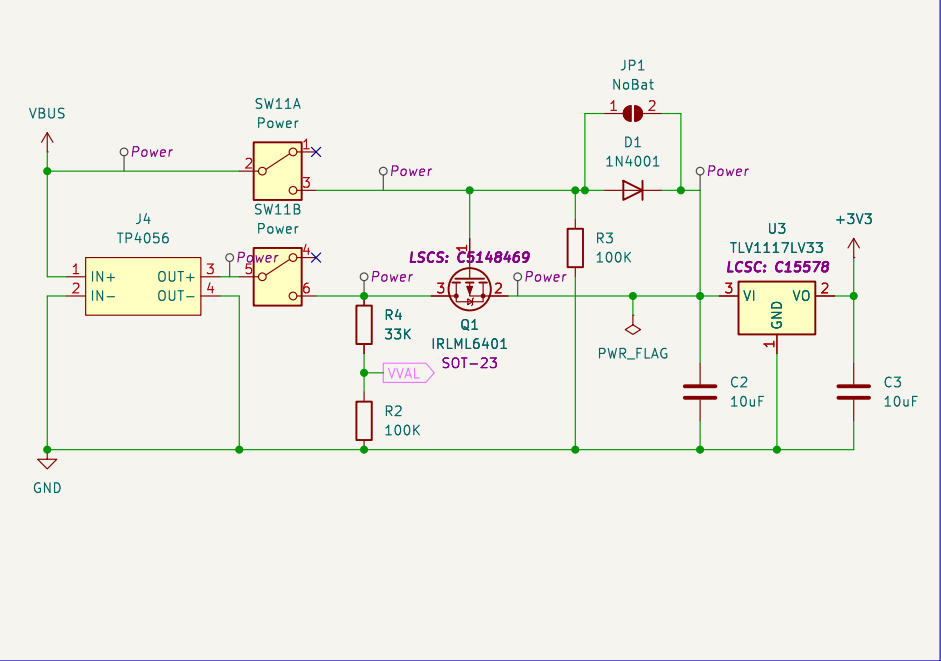 JP1
NoBat
1 2
SW11A
Power
VBUS
D1
1N4001
Power
2
1
3
Power
Power
SW11B
Power
J4
TP4056
+3V3
U3
TLV1117LV33
LCSC: C15578
R3
100K
1
LSCS: C5148469
Power
4
5
6
1 IN+
2 IN-
OUT+ 3
OUT- 4
Power
Power
3
2
3 VI
VO 2
GND
1
R4
33K
Q1
IRLML6401
SOT-23
PWR_FLAG
VVAL
C2
10uF
C3
10uF
R2
100K
GND